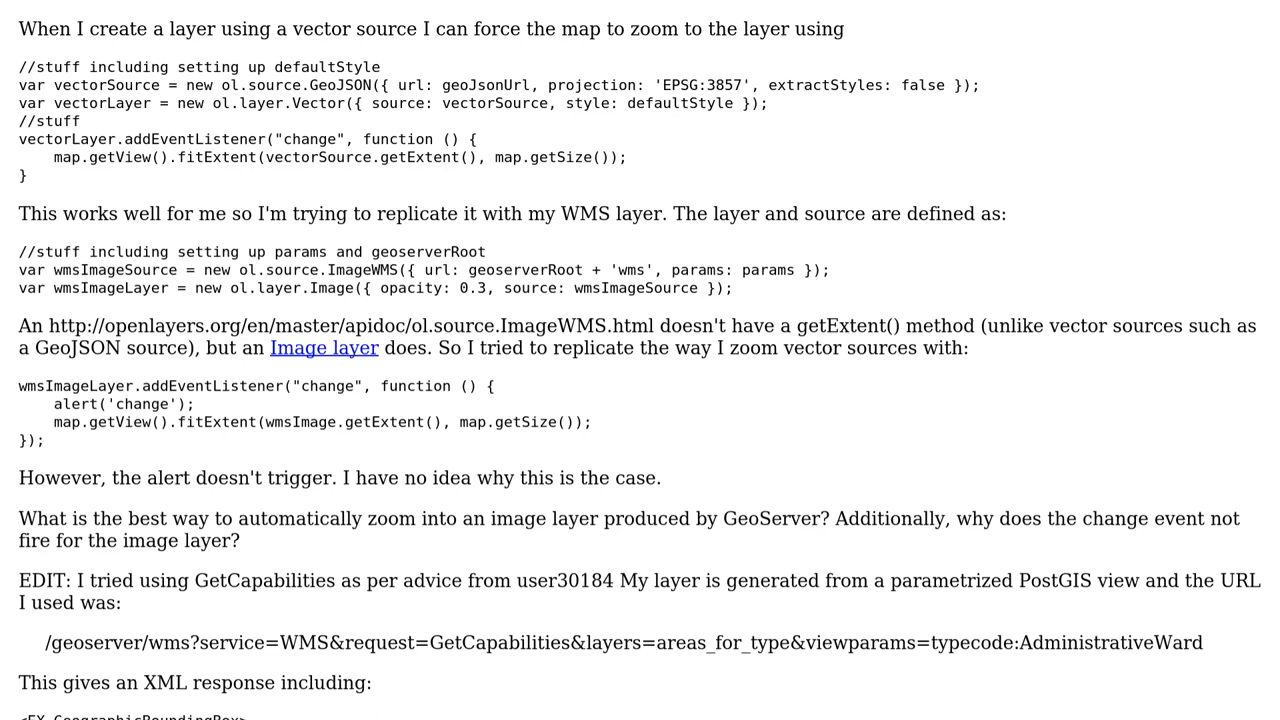 When I create a layer using a vector source I can force the map to zoom to the layer using
//stuff including setting up defaultStyle
var vectorSource = new ol.source.GeoJSON({ url: geoJsonUrl, projection: 'EPSG:3857', extractStyles: false });
var vectorLayer = new ol.layer.Vector({ source: vectorSource, style: defaultStyle });
//stuff
vectorLayer.addEventListener("change", function () {
    map.getView().fitExtent(vectorSource.getExtent(), map.getSize());
}
This works well for me so I'm trying to replicate it with my WMS layer. The layer and source are defined as:
//stuff including setting up params and geoserverRoot
var wmsImageSource = new ol.source.ImageWMS({ url: geoserverRoot + 'wms', params: params });
var wmsImageLayer = new ol.layer.Image({ opacity: 0.3, source: wmsImageSource });
An http://openlayers.org/en/master/apidoc/ol.source.ImageWMS.html doesn't have a getExtent() method (unlike vector sources such as
a GeoJSON source), but an Image layer does. So I tried to replicate the way I zoom vector sources with:
wmsImageLayer.addEventListener("change", function () {
    alert('change');
    map.getView().fitExtent(wmsImage.getExtent(), map.getSize());
});
However, the alert doesn't trigger. I have no idea why this is the case.
What is the best way to automatically zoom into an image layer produced by GeoServer? Additionally, why does the change event not
fire for the image layer?
EDIT: I tried using GetCapabilities as per advice from user30184 My layer is generated from a parametrized PostGIS view and the URL
I used was:
/geoserver/wms?service=WMS&request=GetCapabilities&layers=areas_for_type&viewparams=typecode:AdministrativeWard
This gives an XML response including:
<EX_GeographicBoundingBox>